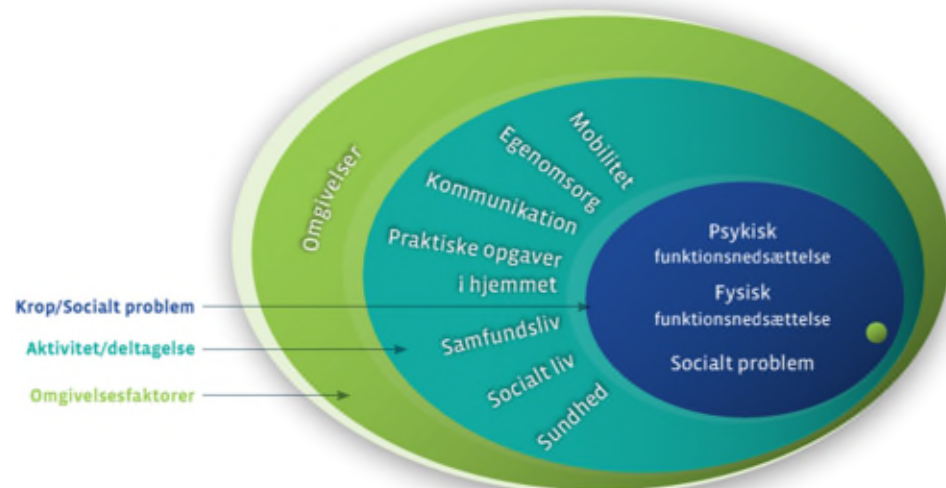 Omgivelser
Mobilitet
Egenomsorg
Kommunikation
Praktiske opgaver
i hjemmet
Samfundsliv
Socialt liv
Sundhed
Psykisk
funktionsnedsættelse
Fysisk
funktionsnedsættelse
Socialt problem
Krop/Socialt problem
Aktivitet/deltagelse
Omgivelsesfaktorer